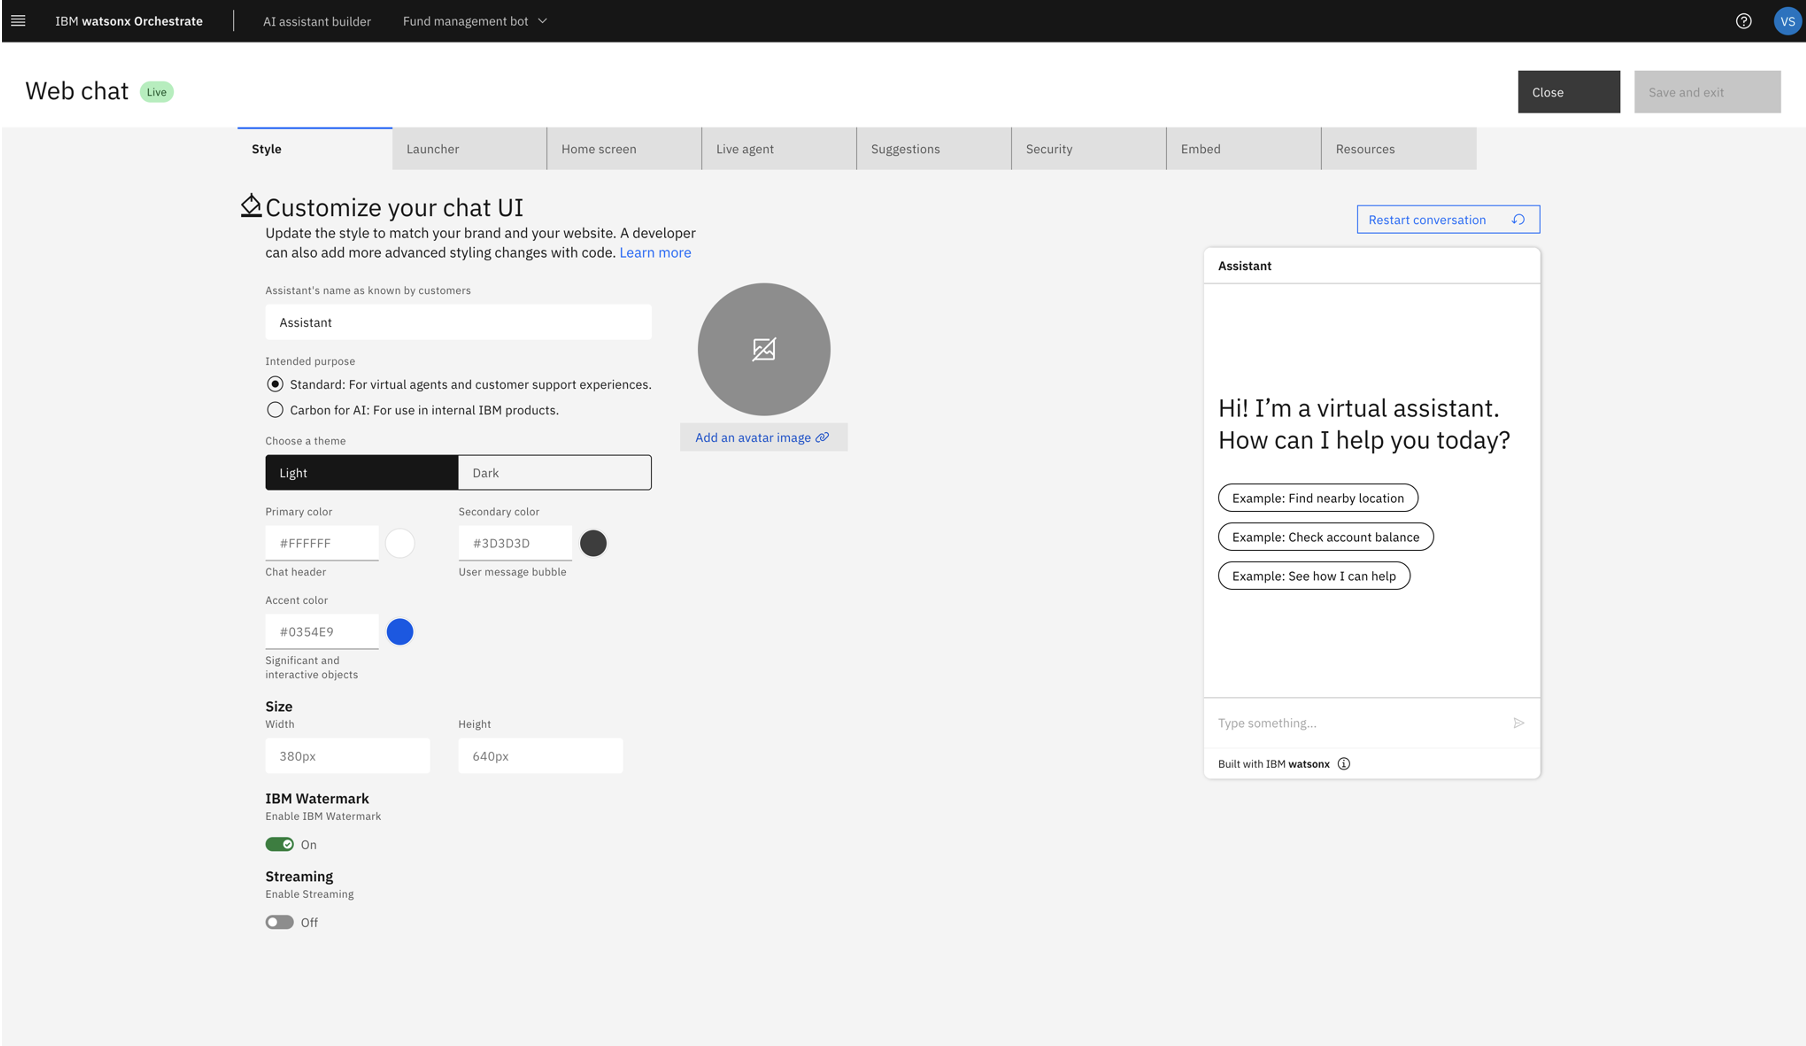 IBM watsonx Orchestrate
AI assistant builder
Fund management bot
VS
Web chat
Live
Close
Save and exit
Style
Launcher
Home screen
Live agent
Suggestions
Security
Embed
Resources
Customize your chat UI
Update the style to match your brand and your website. A developer
can also add more advanced styling changes with code. Learn more
Assistant's name as known by customers
Assistant
Intended purpose
Standard: For virtual agents and customer support experiences.
Carbon for AI: For use in internal IBM products.
Add an avatar image
Choose a theme
Light
Dark
Primary color
Secondary color
#FFFFFF
#3D3D3D
Chat header
User message bubble
Accent color
#0354E9
Significant and
interactive objects
Size
Width
Height
380px
640px
IBM Watermark
Enable IBM Watermark
On
Streaming
Enable Streaming
Off
Restart conversation
Assistant
Hi! I’m a virtual assistant.
How can I help you today?
Example: Find nearby location
Example: Check account balance
Example: See how I can help
Type something...
Built with IBM watsonx